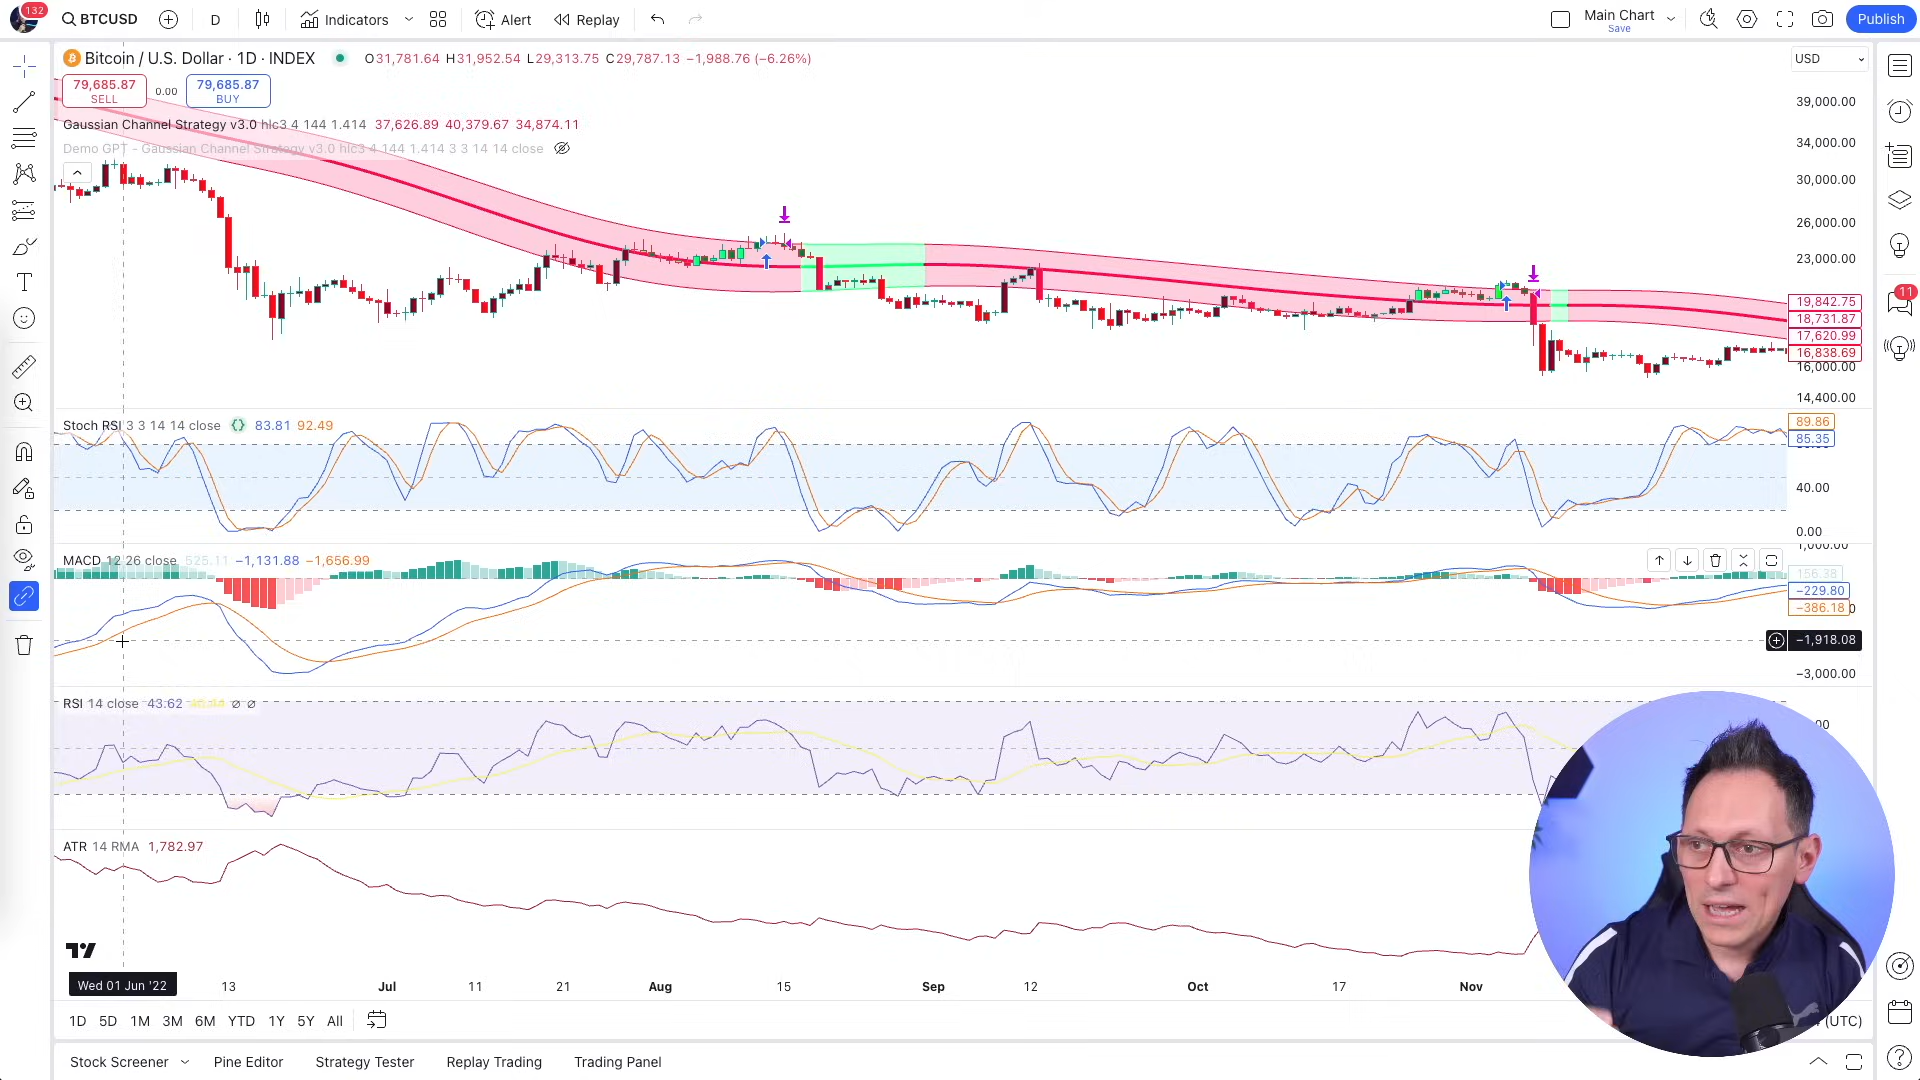 132
BTCUSD
D
Indicators
Alert
Replay
Main Chart
Save
Publish
Bitcoin / U.S. Dollar · 1D · INDEX
O31,781.64 H31,952.54 L29,313.75 C29,787.13 −1,988.76 (−6.26%)
USD
79,685.87
SELL
0.00
79,685.87
BUY
Gaussian Channel Strategy v3.0 hlc3 4 144 1.414 37,626.89 40,379.67 34,874.11
Demo GPT - Gaussian Channel Strategy v3.0 hlc3 4 144 1.414 3 3 14 14 close
39,000.00
34,000.00
30,000.00
26,000.00
23,000.00
19,842.75
18,731.87
17,620.99
16,838.69
16,000.00
14,400.00
11
Stoch RSI 3 3 14 14 close {} 83.81 92.49
89.86
85.35
40.00
0.00
MACD 12 26 close 525.11 −1,131.88 −1,656.99
1,000.00
156.38
−229.80
−386.18
−1,918.08
−3,000.00
RSI 14 close 43.62 ∅ ∅
ATR 14 RMA 1,782.97
Wed 01 Jun '22
13
Jul
11
21
Aug
15
Sep
12
Oct
17
Nov
1D 5D 1M 3M 6M YTD 1Y 5Y All
(UTC)
Stock Screener
Pine Editor
Strategy Tester
Replay Trading
Trading Panel